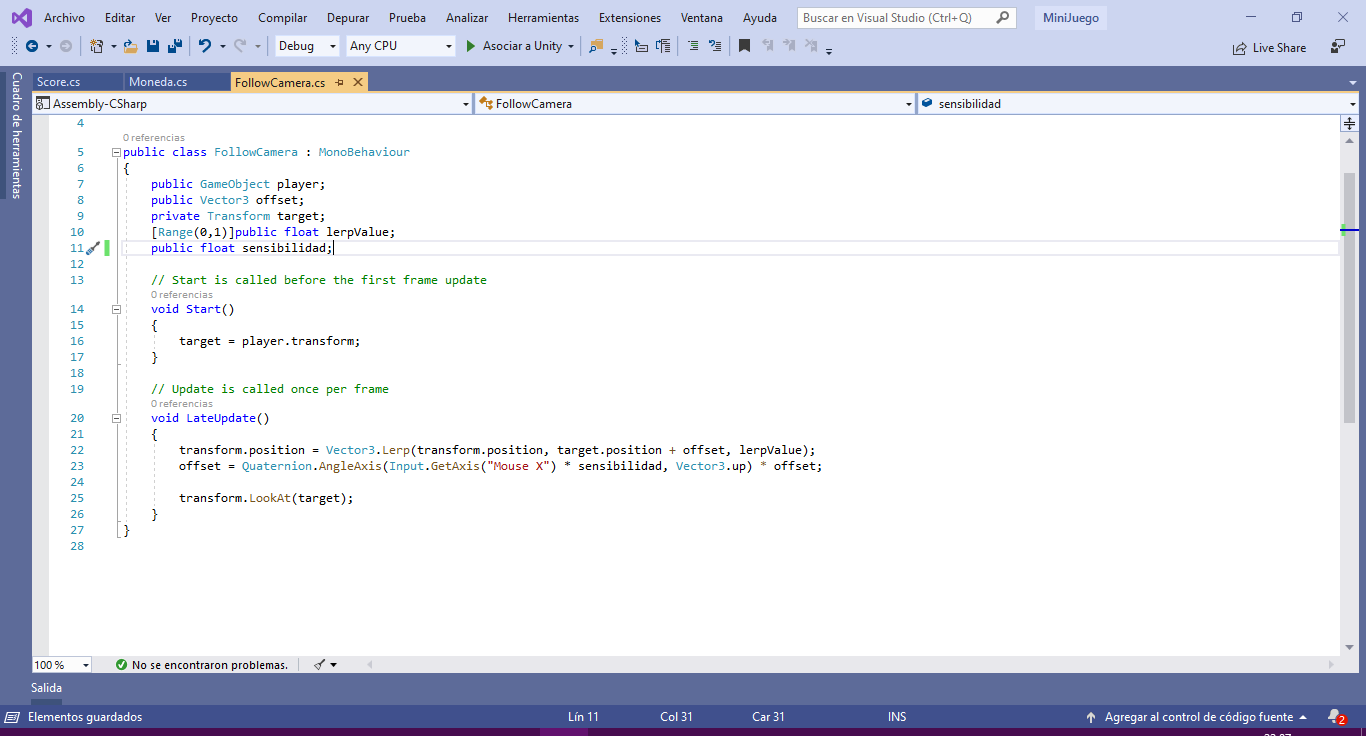 Archivo Editar Ver Proyecto Compilar Depurar Prueba Analizar Herramientas Extensiones Ventana Ayuda Buscar en Visual Studio (Ctrl+Q) MiniJuego
Debug Any CPU Asociar a Unity Live Share
Cuadro de herramientas
Score.cs Moneda.cs FollowCamera.cs
Assembly-CSharp FollowCamera sensibilidad
4
0 referencias
5 public class FollowCamera : MonoBehaviour
6 {
7 public GameObject player;
8 public Vector3 offset;
9 private Transform target;
10 [Range(0,1)]public float lerpValue;
11 public float sensibilidad;
12
13 // Start is called before the first frame update
0 referencias
14 void Start()
15 {
16 target = player.transform;
17 }
18
19 // Update is called once per frame
0 referencias
20 void LateUpdate()
21 {
22 transform.position = Vector3.Lerp(transform.position, target.position + offset, lerpValue);
23 offset = Quaternion.AngleAxis(Input.GetAxis("Mouse X") * sensibilidad, Vector3.up) * offset;
24
25 transform.LookAt(target);
26 }
27 }
28
100 % No se encontraron problemas.
Salida
Elementos guardados Lín 11 Col 31 Car 31 INS Agregar al control de código fuente 2